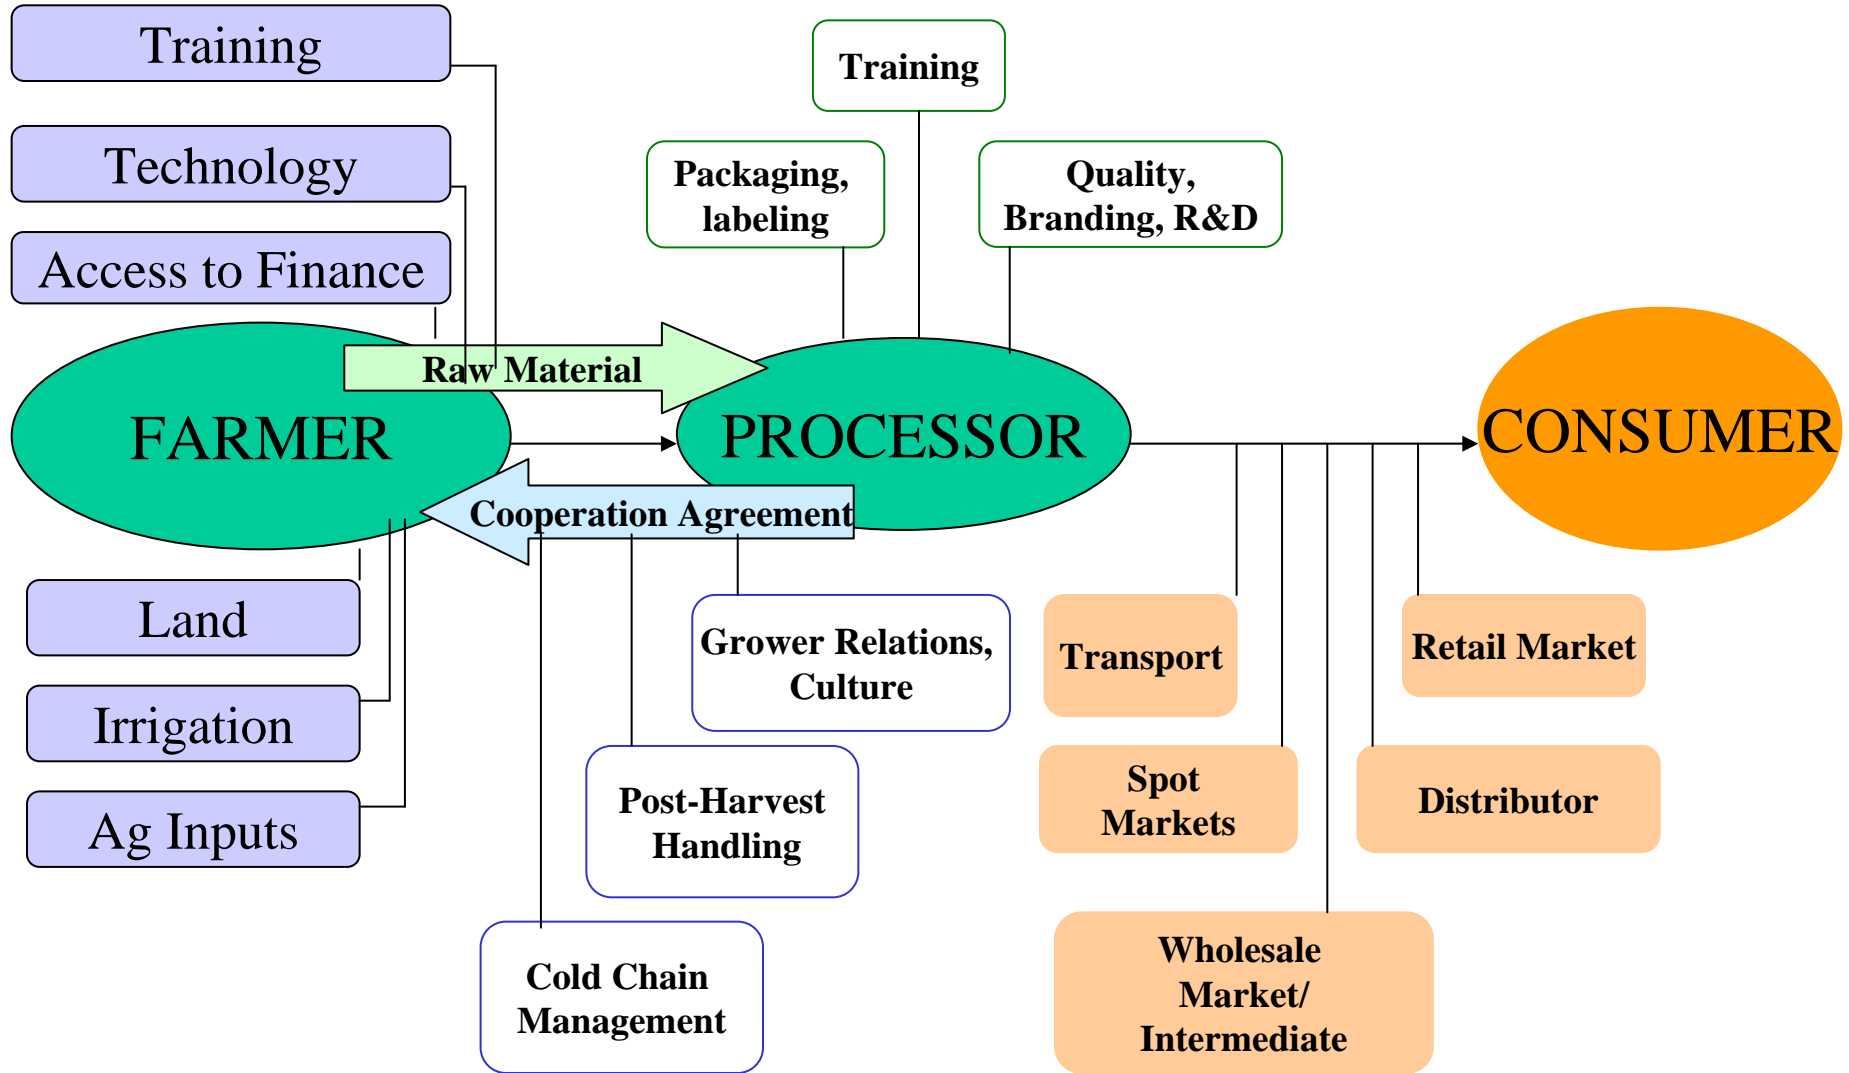 Training
Technology
Access to Finance
Training
Packaging,
labeling
Quality,
Branding, R&D
Raw Material
FARMER
PROCESSOR
CONSUMER
Cooperation Agreement
Land
Irrigation
Ag Inputs
Grower Relations,
Culture
Post-Harvest
Handling
Cold Chain
Management
Transport
Retail Market
Spot
Markets
Distributor
Wholesale
Market/
Intermediate